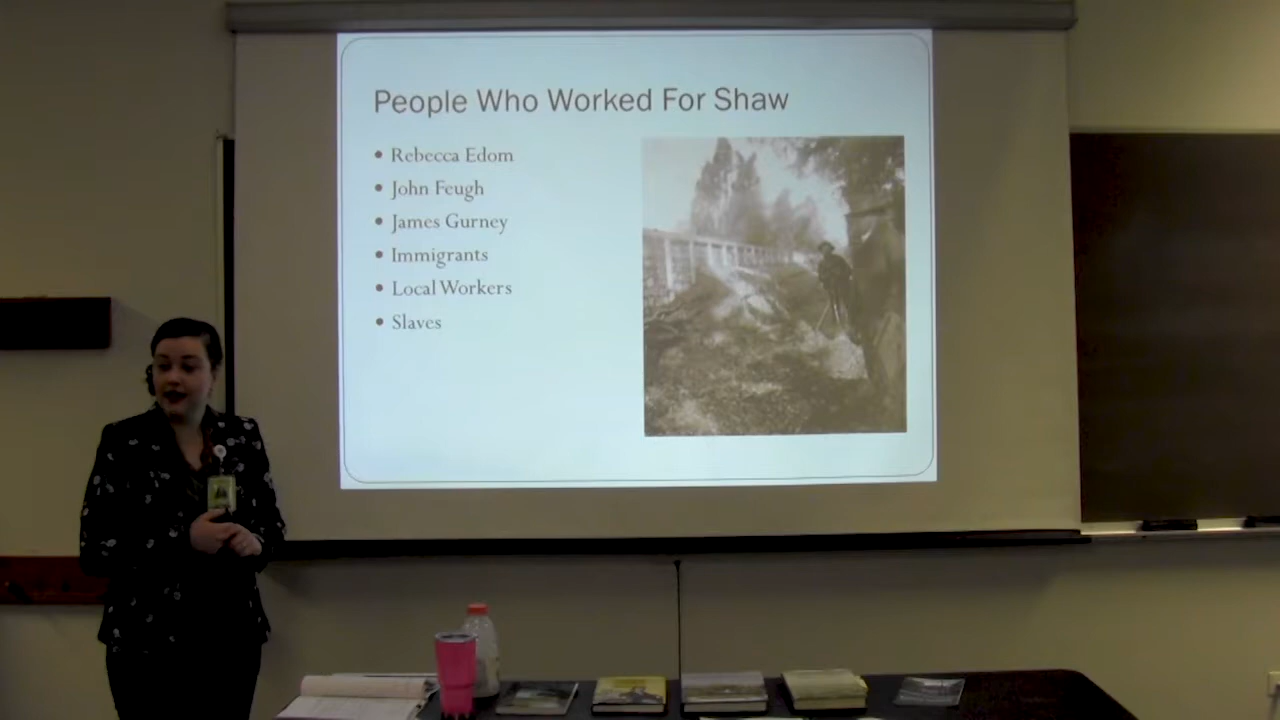 People Who Worked For Shaw
• Rebecca Edom
• John Feugh
• James Gurney
• Immigrants
• Local Workers
• Slaves